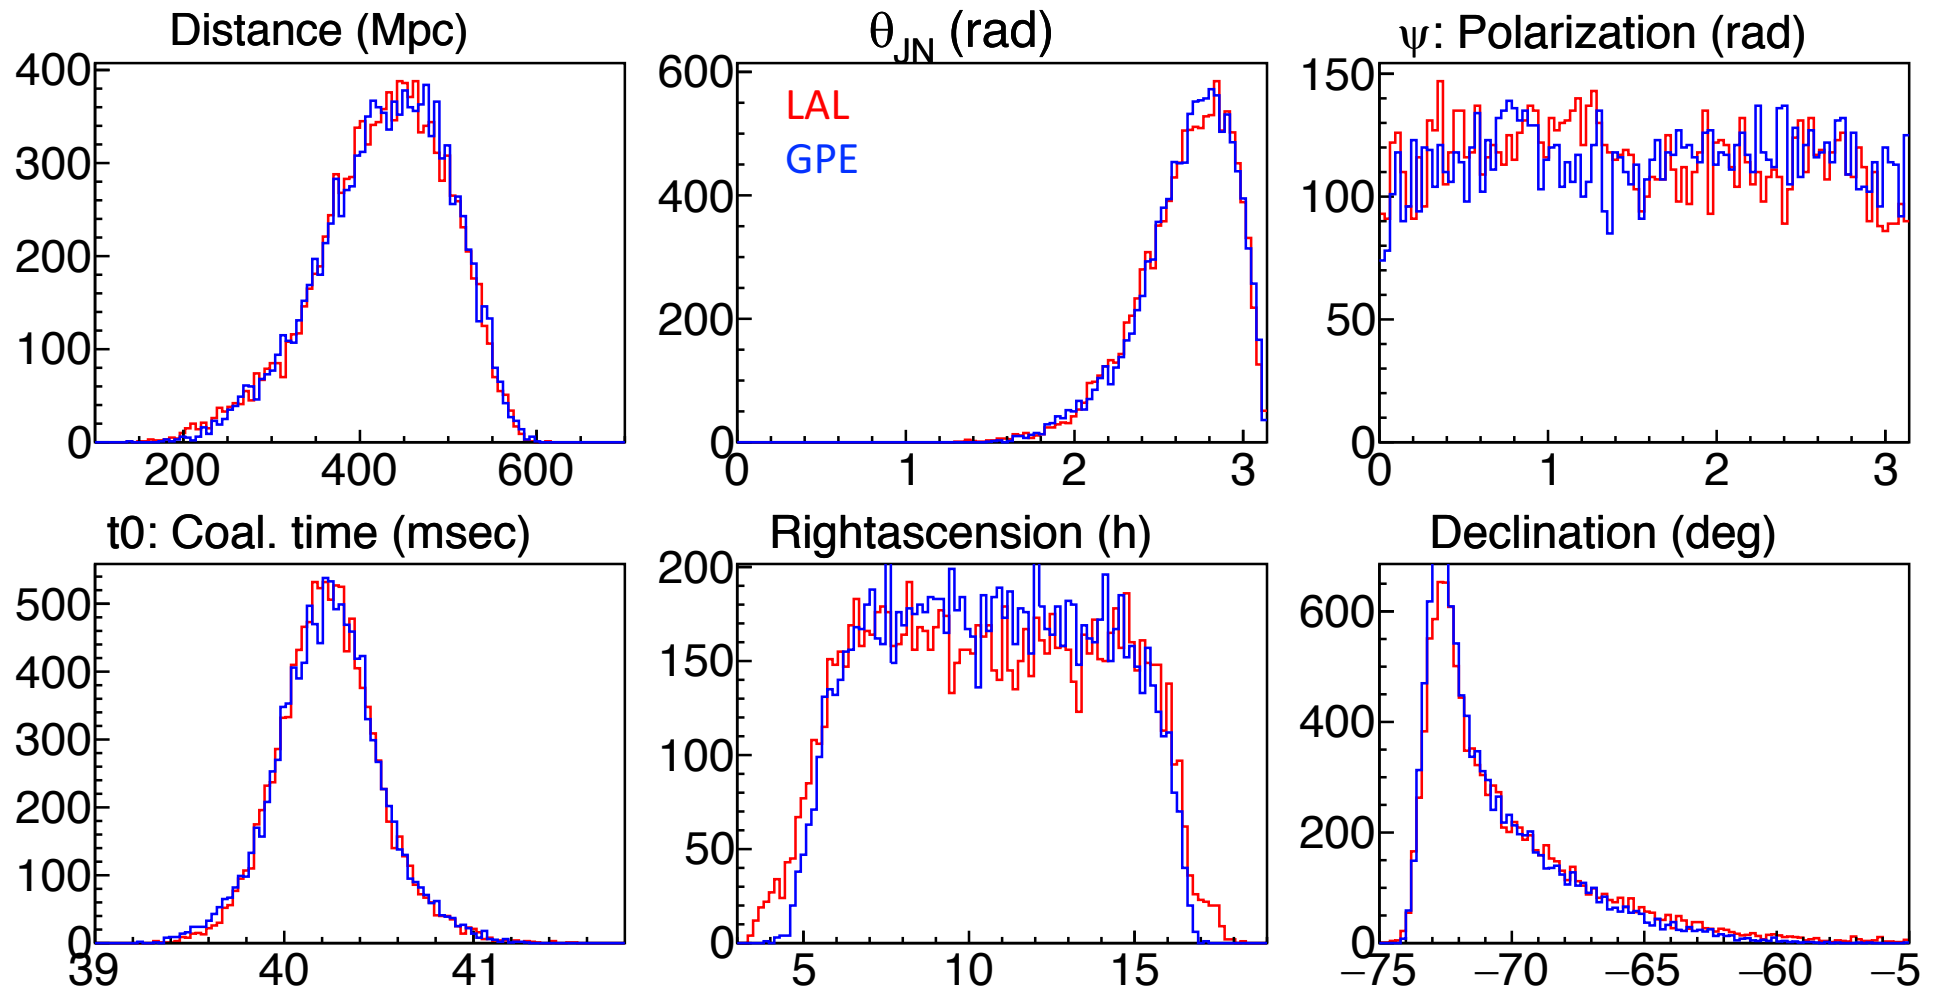 Distance (Mpc)
400
300
200
100
0
200 400 600
θJN (rad)
LAL
GPE
600
400
200
0
0 1 2 3
ψ: Polarization (rad)
150
100
50
0
0 1 2 3
t0: Coal. time (msec)
500
400
300
200
100
0
39 40 41
Rightascension (h)
200
150
100
50
0
5 10 15
Declination (deg)
600
400
200
0
−75 −70 −65 −60 −5